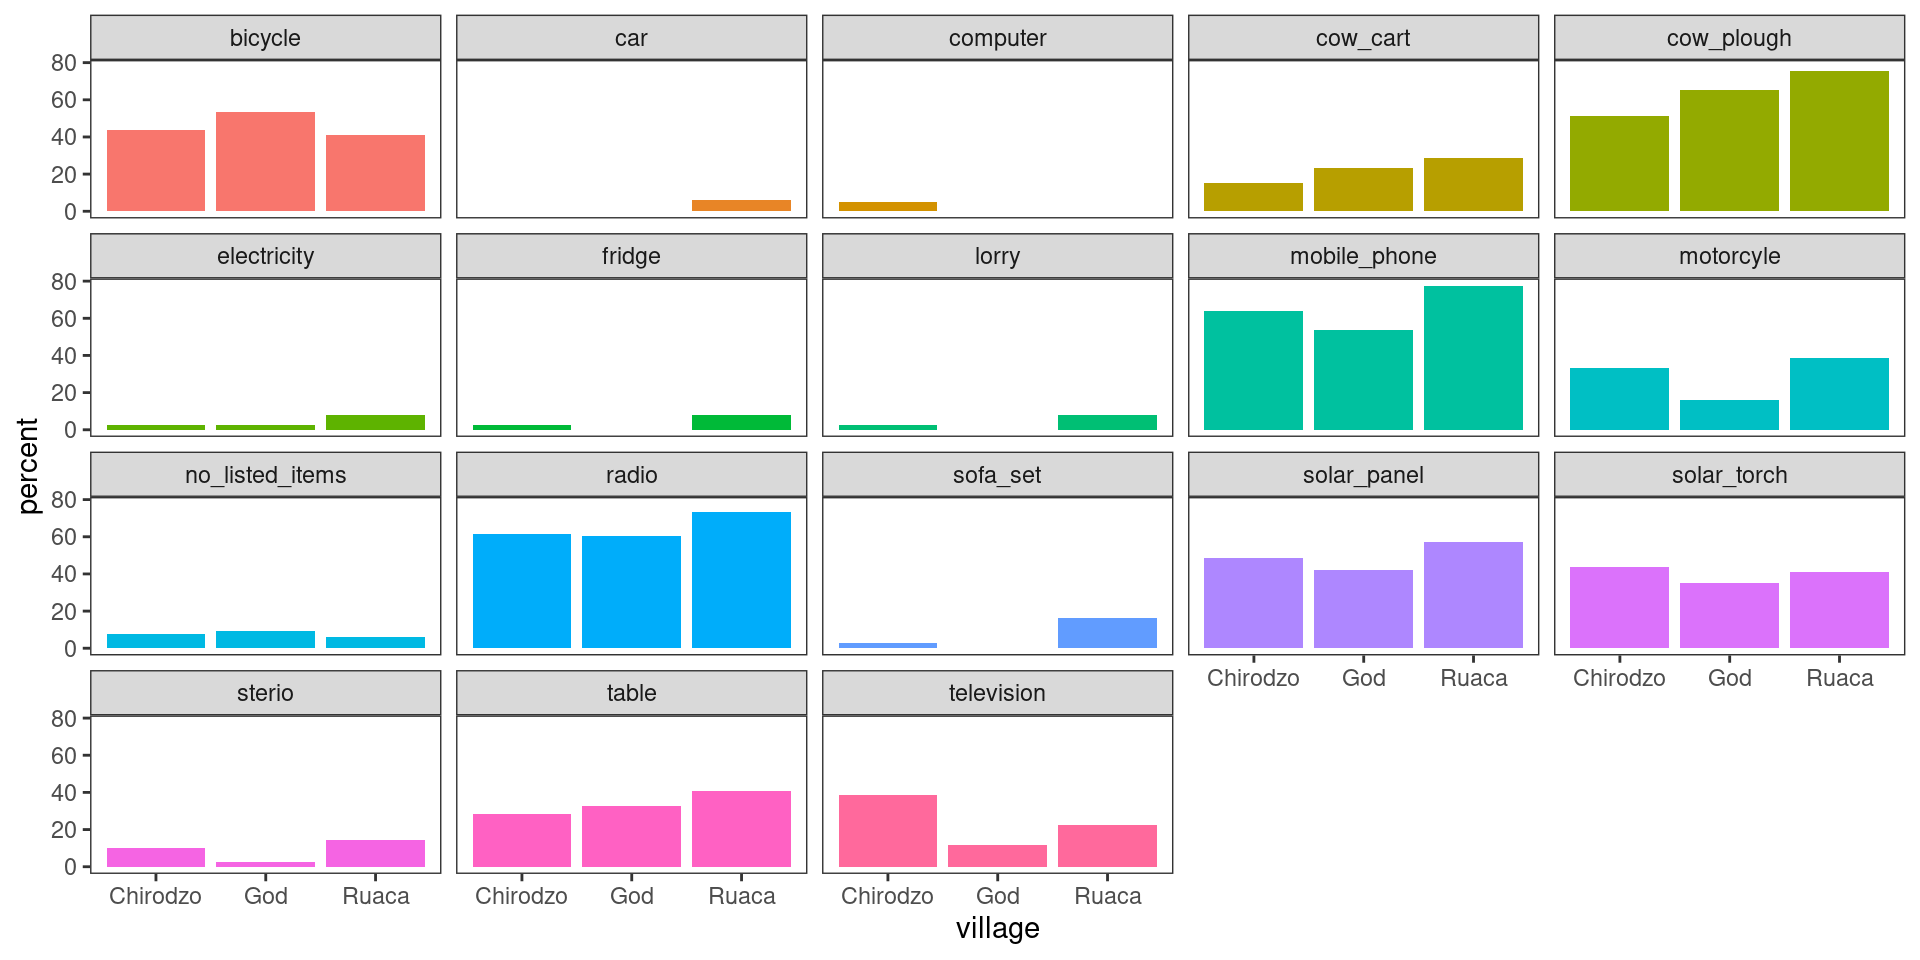 bicycle car computer cow_cart cow_plough
80
60
40
20
0
electricity fridge lorry mobile_phone motorcyle
80
60
40
20
0
no_listed_items radio sofa_set solar_panel solar_torch
80
60
40
20
0
Chirodzo God Ruaca Chirodzo God Ruaca
sterio table television
80
60
40
20
0
Chirodzo God Ruaca Chirodzo God Ruaca Chirodzo God Ruaca
village
percent